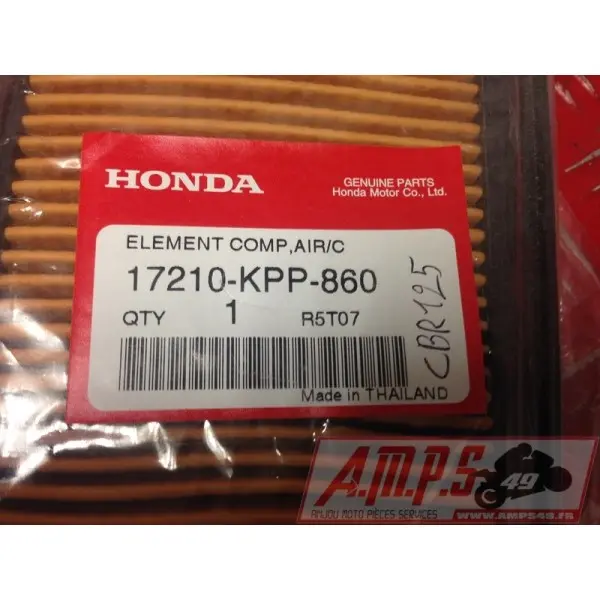 HONDA
GENUINE PARTS
Honda Motor Co., Ltd.
ELEMENT COMP,AIR/C
17210-KPP-860
QTY 1 R5T07
CBR125
Made in THAILAND
A.M.P.S 49
ANJOU MOTO PIÈCES SERVICES
WWW.AMPS49.FR